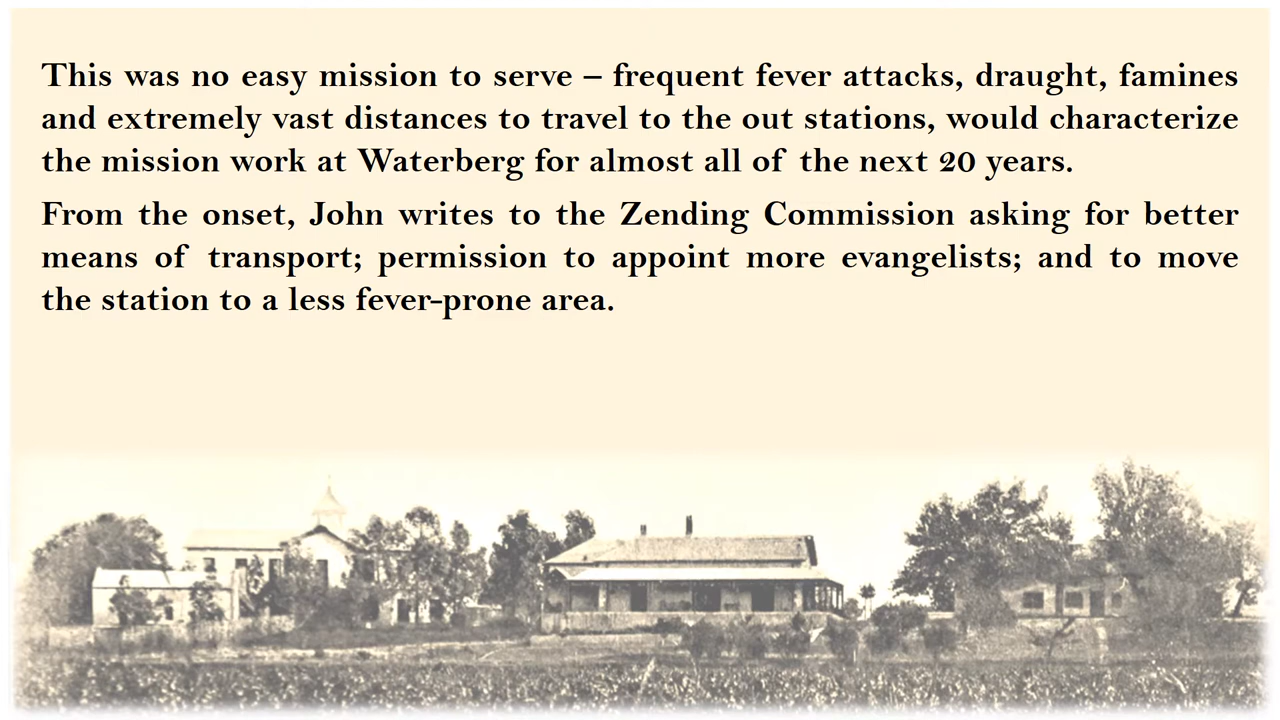 This was no easy mission to serve – frequent fever attacks, draught, famines
and extremely vast distances to travel to the out stations, would characterize
the mission work at Waterberg for almost all of the next 20 years.
From the onset, John writes to the Zending Commission asking for better
means of transport; permission to appoint more evangelists; and to move
the station to a less fever-prone area.